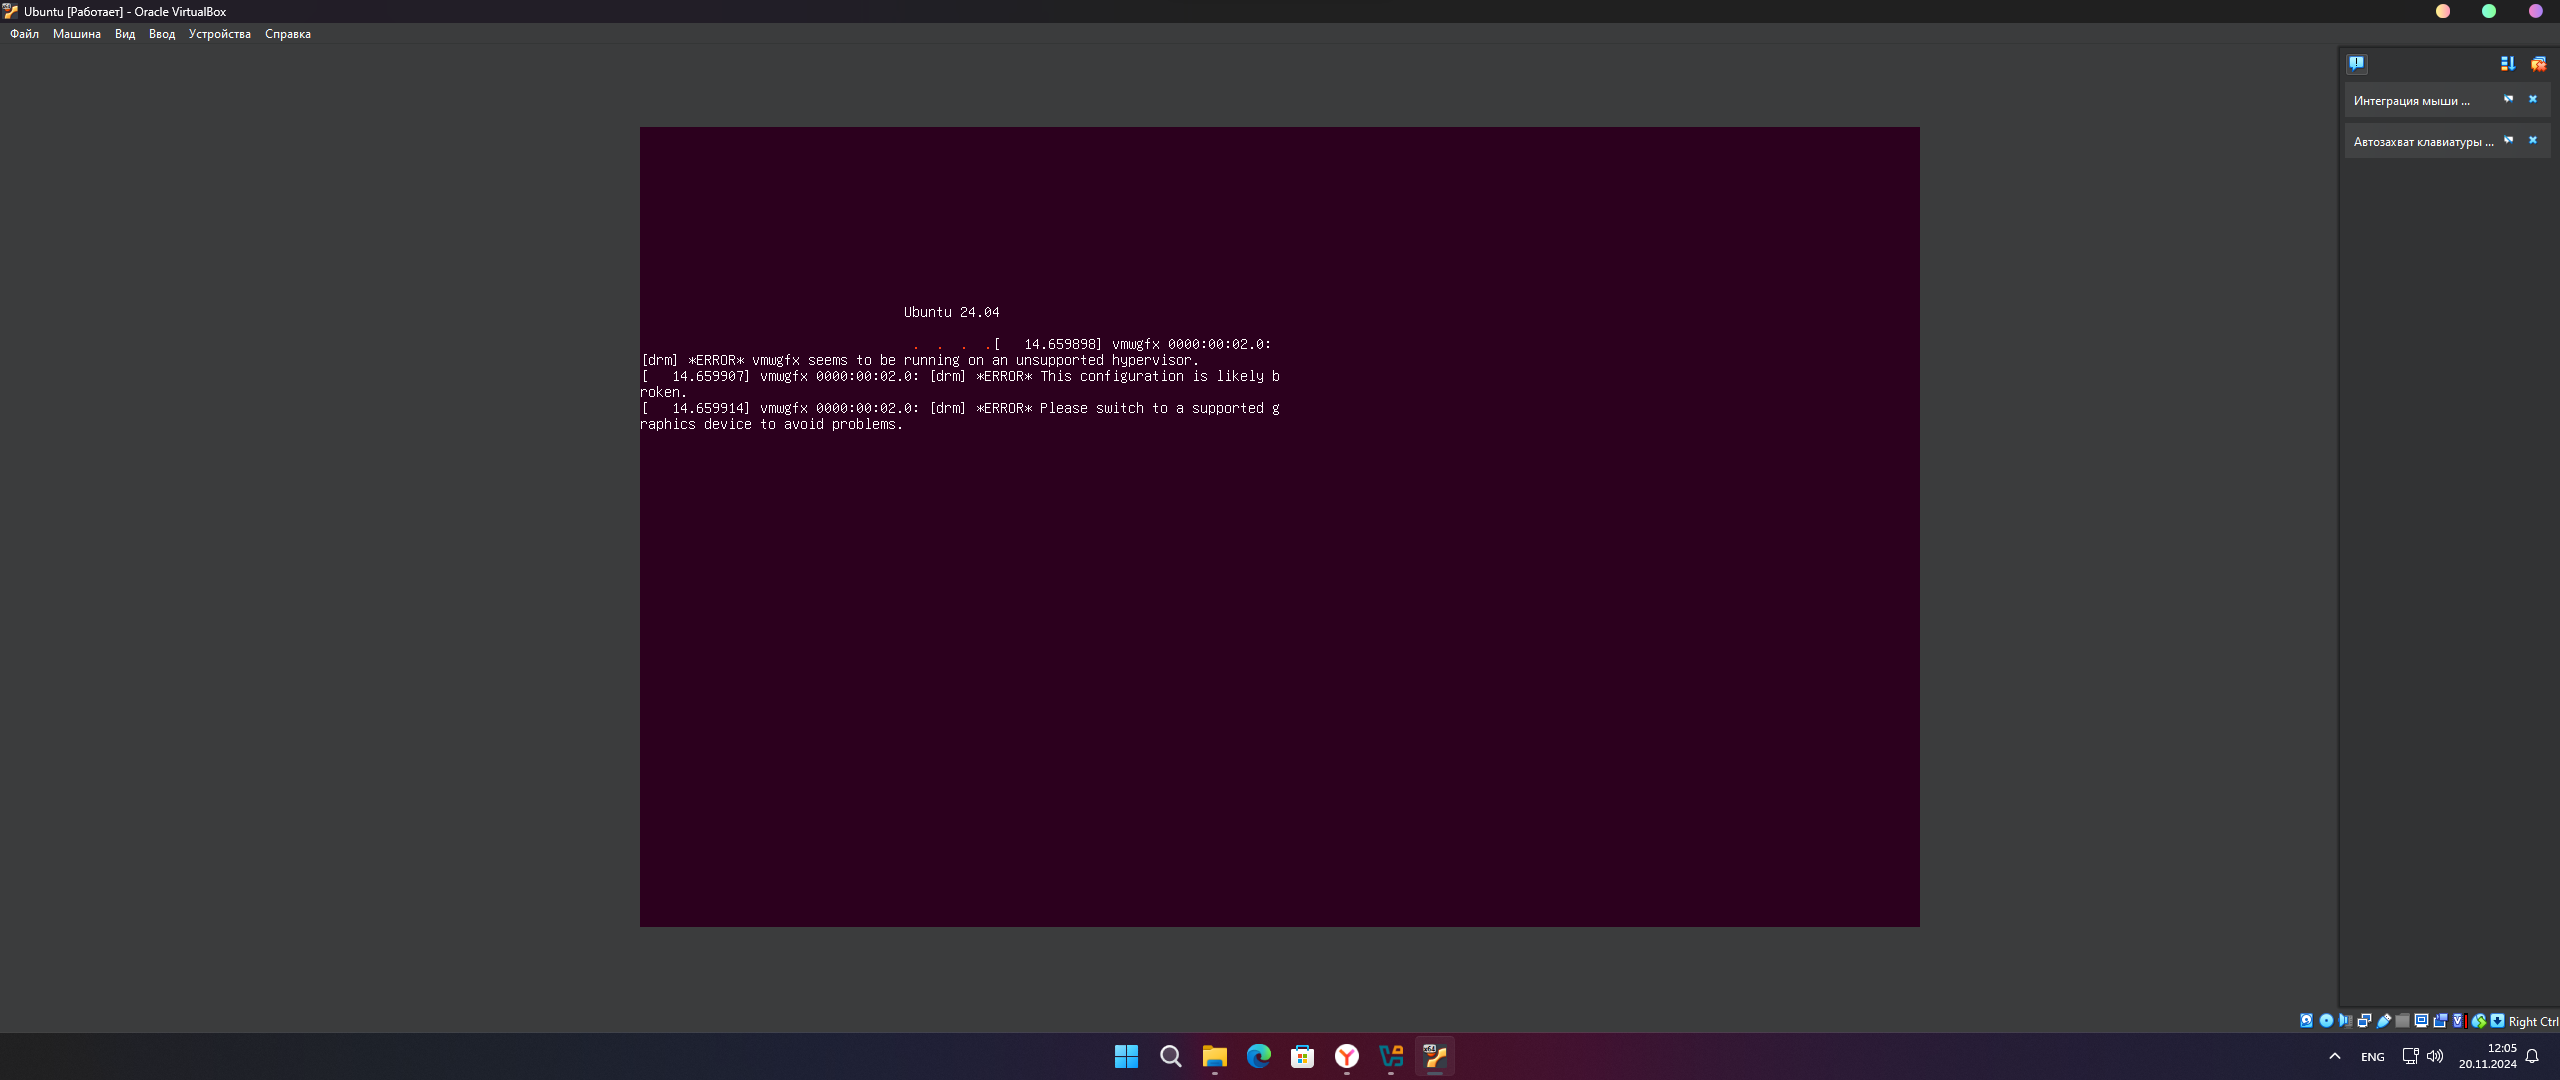 Ubuntu [Работает] - Oracle VirtualBox
Файл Машина Вид Ввод Устройства Справка
Интеграция мыши ...
Автозахват клавиатуры ...
Ubuntu 24.04
. . . .[   14.659898] vmwgfx 0000:00:02.0:
[drm] *ERROR* vmwgfx seems to be running on an unsupported hypervisor.
[   14.659907] vmwgfx 0000:00:02.0: [drm] *ERROR* This configuration is likely b
roken.
[   14.659914] vmwgfx 0000:00:02.0: [drm] *ERROR* Please switch to a supported g
raphics device to avoid problems.
Right Ctrl
ENG
12:05
20.11.2024